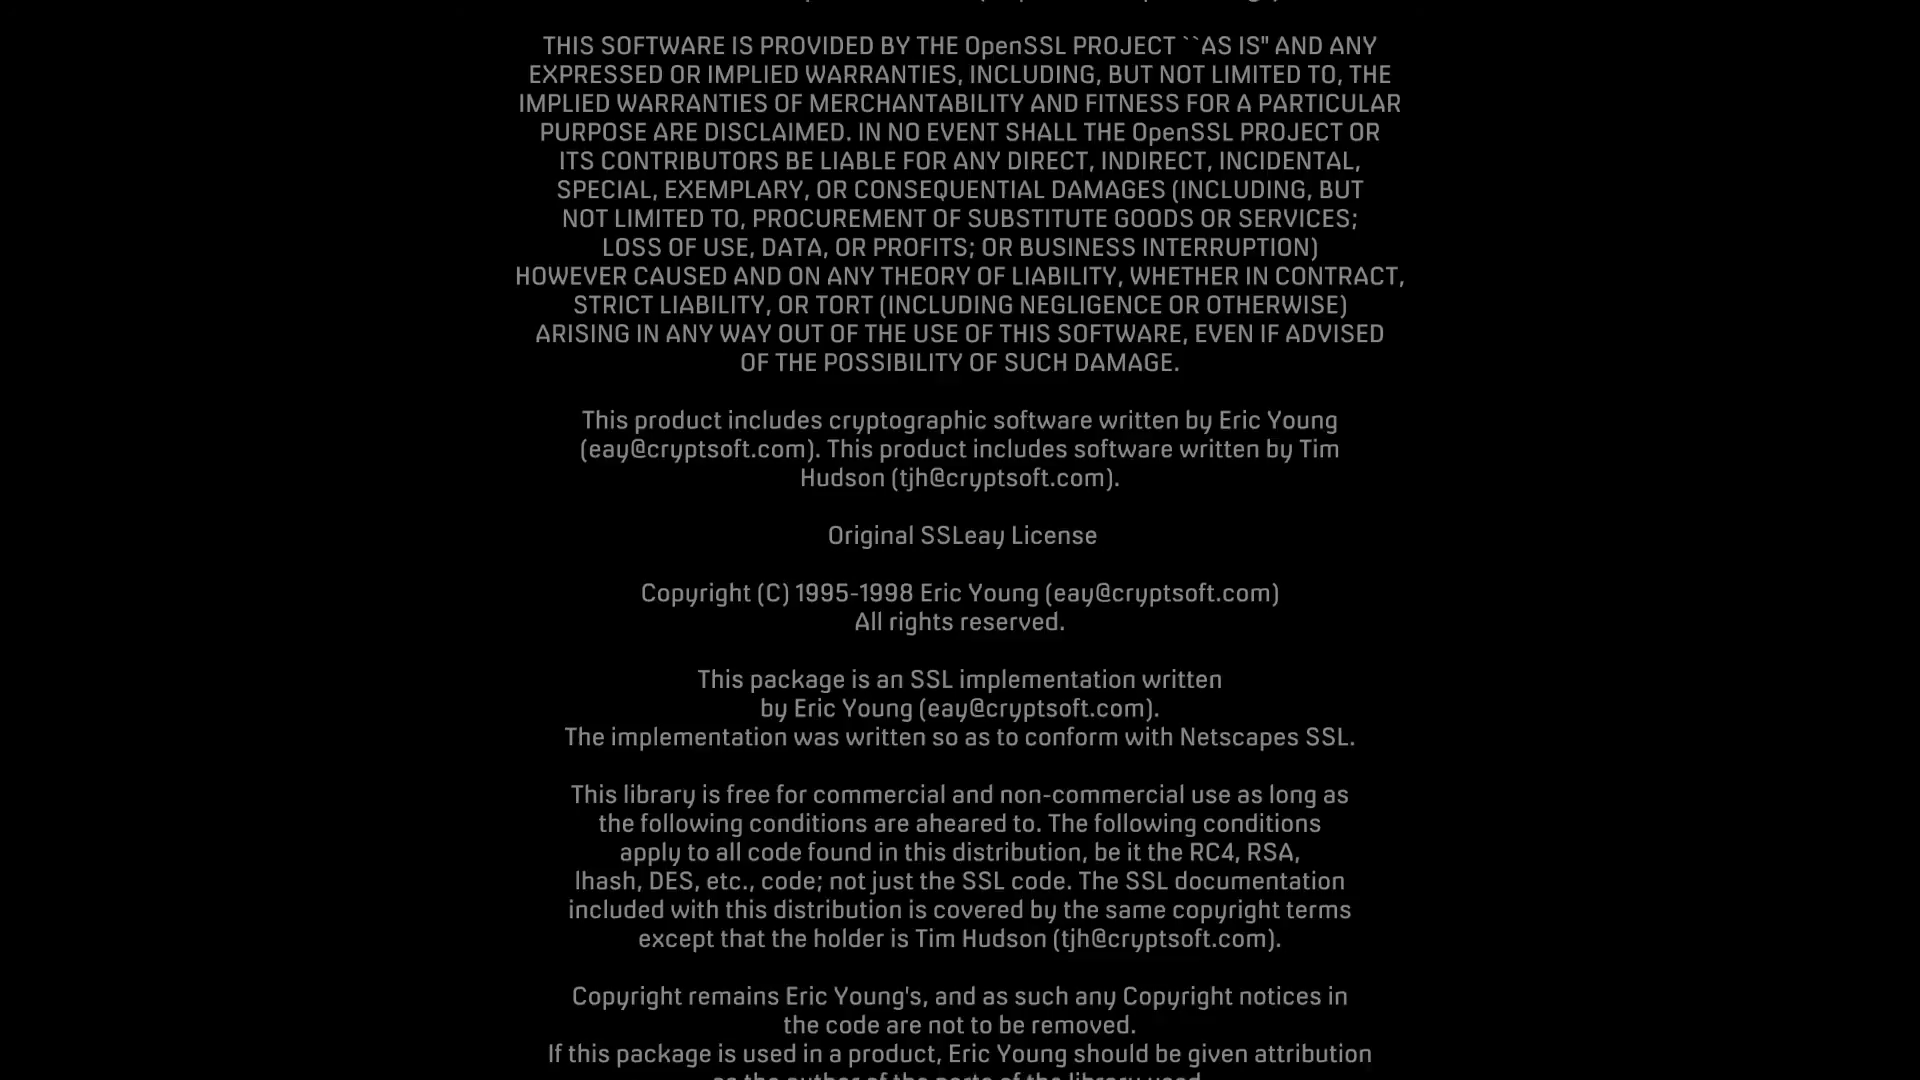 THIS SOFTWARE IS PROVIDED BY THE OpenSSL PROJECT ``AS IS" AND ANY
EXPRESSED OR IMPLIED WARRANTIES, INCLUDING, BUT NOT LIMITED TO, THE
IMPLIED WARRANTIES OF MERCHANTABILITY AND FITNESS FOR A PARTICULAR
PURPOSE ARE DISCLAIMED. IN NO EVENT SHALL THE OpenSSL PROJECT OR
ITS CONTRIBUTORS BE LIABLE FOR ANY DIRECT, INDIRECT, INCIDENTAL,
SPECIAL, EXEMPLARY, OR CONSEQUENTIAL DAMAGES (INCLUDING, BUT
NOT LIMITED TO, PROCUREMENT OF SUBSTITUTE GOODS OR SERVICES;
LOSS OF USE, DATA, OR PROFITS; OR BUSINESS INTERRUPTION)
HOWEVER CAUSED AND ON ANY THEORY OF LIABILITY, WHETHER IN CONTRACT,
STRICT LIABILITY, OR TORT (INCLUDING NEGLIGENCE OR OTHERWISE)
ARISING IN ANY WAY OUT OF THE USE OF THIS SOFTWARE, EVEN IF ADVISED
OF THE POSSIBILITY OF SUCH DAMAGE.
This product includes cryptographic software written by Eric Young
(eay@cryptsoft.com). This product includes software written by Tim
Hudson (tjh@cryptsoft.com).
Original SSLeay License
Copyright (C) 1995-1998 Eric Young (eay@cryptsoft.com)
All rights reserved.
This package is an SSL implementation written
by Eric Young (eay@cryptsoft.com).
The implementation was written so as to conform with Netscapes SSL.
This library is free for commercial and non-commercial use as long as
the following conditions are aheared to. The following conditions
apply to all code found in this distribution, be it the RC4, RSA,
lhash, DES, etc., code; not just the SSL code. The SSL documentation
included with this distribution is covered by the same copyright terms
except that the holder is Tim Hudson (tjh@cryptsoft.com).
Copyright remains Eric Young's, and as such any Copyright notices in
the code are not to be removed.
If this package is used in a product, Eric Young should be given attribution
as the author of the parts of the library used.